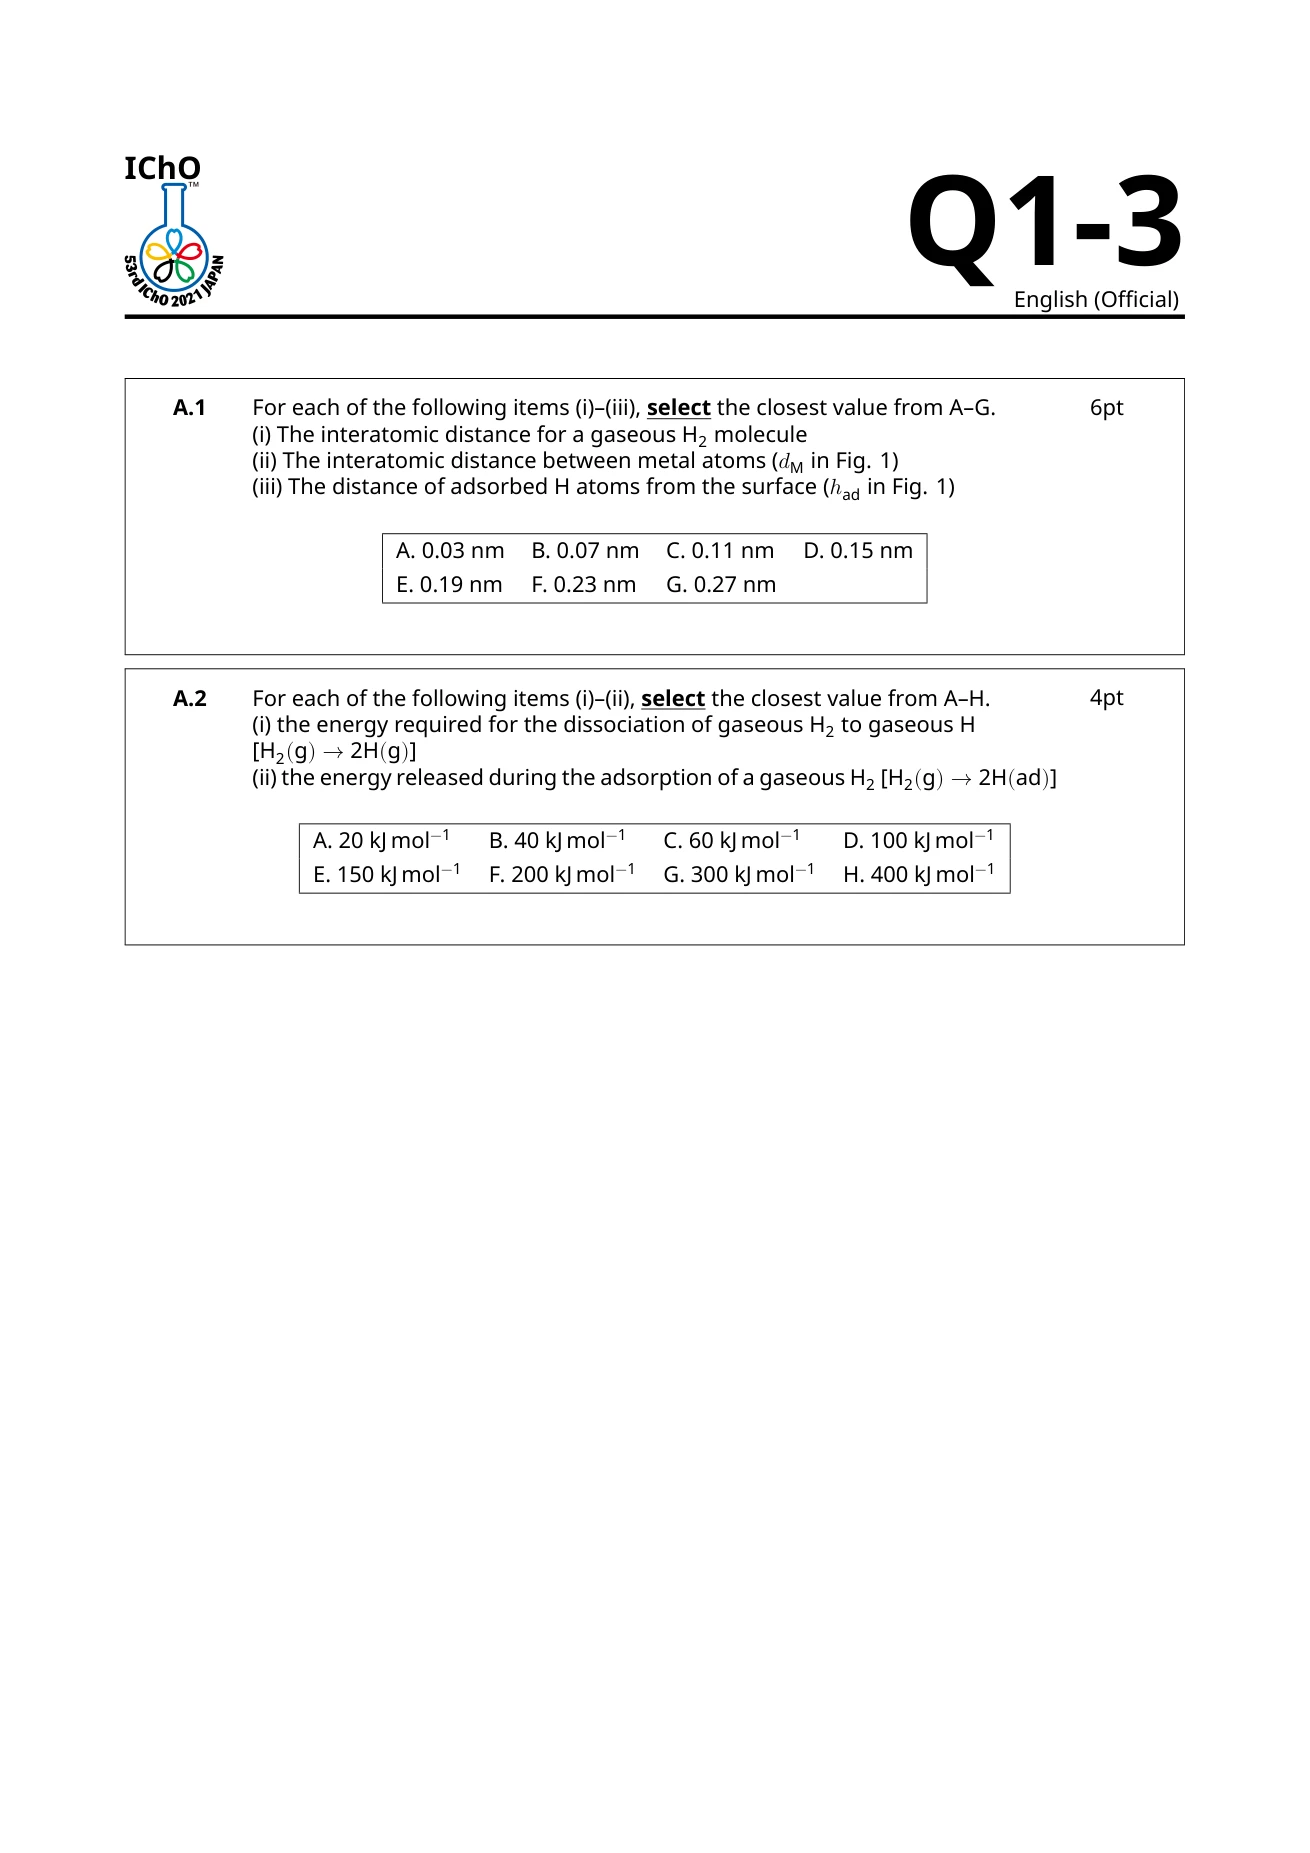 IChO
TM
53rd IChO 2021 JAPAN
Q1-3
English (Official)
A.1 For each of the following items (i)–(iii), select the closest value from A–G. 6pt
(i) The interatomic distance for a gaseous H₂ molecule
(ii) The interatomic distance between metal atoms (d_M in Fig. 1)
(iii) The distance of adsorbed H atoms from the surface (h_ad in Fig. 1)
A. 0.03 nm B. 0.07 nm C. 0.11 nm D. 0.15 nm
E. 0.19 nm F. 0.23 nm G. 0.27 nm
A.2 For each of the following items (i)–(ii), select the closest value from A–H. 4pt
(i) the energy required for the dissociation of gaseous H₂ to gaseous H
[H₂(g) → 2H(g)]
(ii) the energy released during the adsorption of a gaseous H₂ [H₂(g) → 2H(ad)]
A. 20 kJ mol⁻¹ B. 40 kJ mol⁻¹ C. 60 kJ mol⁻¹ D. 100 kJ mol⁻¹
E. 150 kJ mol⁻¹ F. 200 kJ mol⁻¹ G. 300 kJ mol⁻¹ H. 400 kJ mol⁻¹